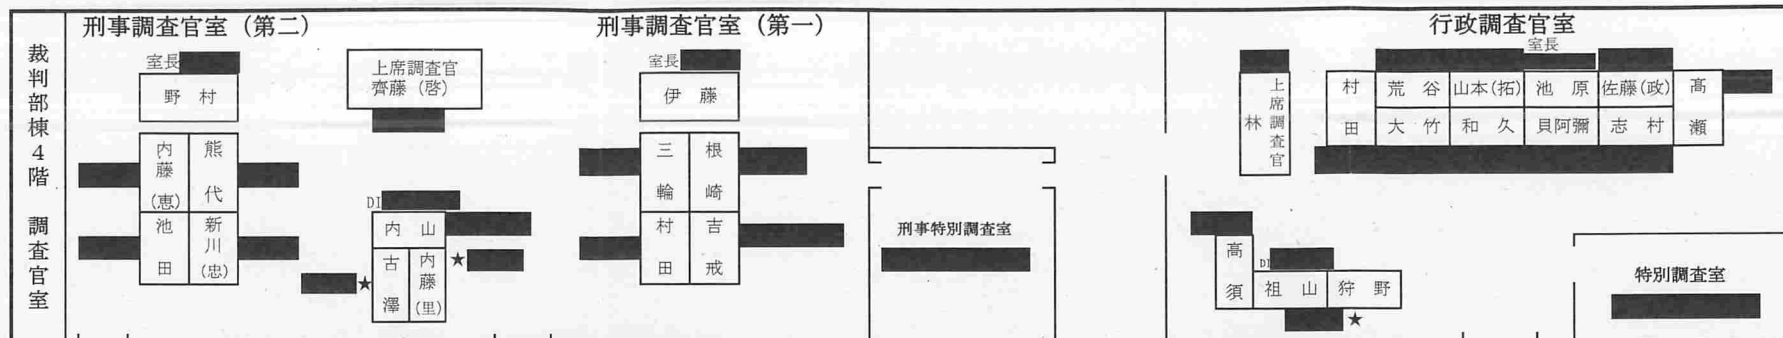 裁判部棟4階 調査官室
刑事調査官室（第二）
室長
野村
上席調査官
齊藤（啓）
内藤(恵)
熊代
池田
新川(忠)
DI
内山
古澤
内藤(里)
★
★
刑事調査官室（第一）
室長
伊藤
三輪
根崎
村田
吉戒
刑事特別調査室
行政調査官室
上席調査官
林
室長
村田
荒谷
山本(拓)
池原
佐藤(政)
髙瀬
大竹
和久
貝阿彌
志村
高須
DI
祖山
狩野
★
特別調査室